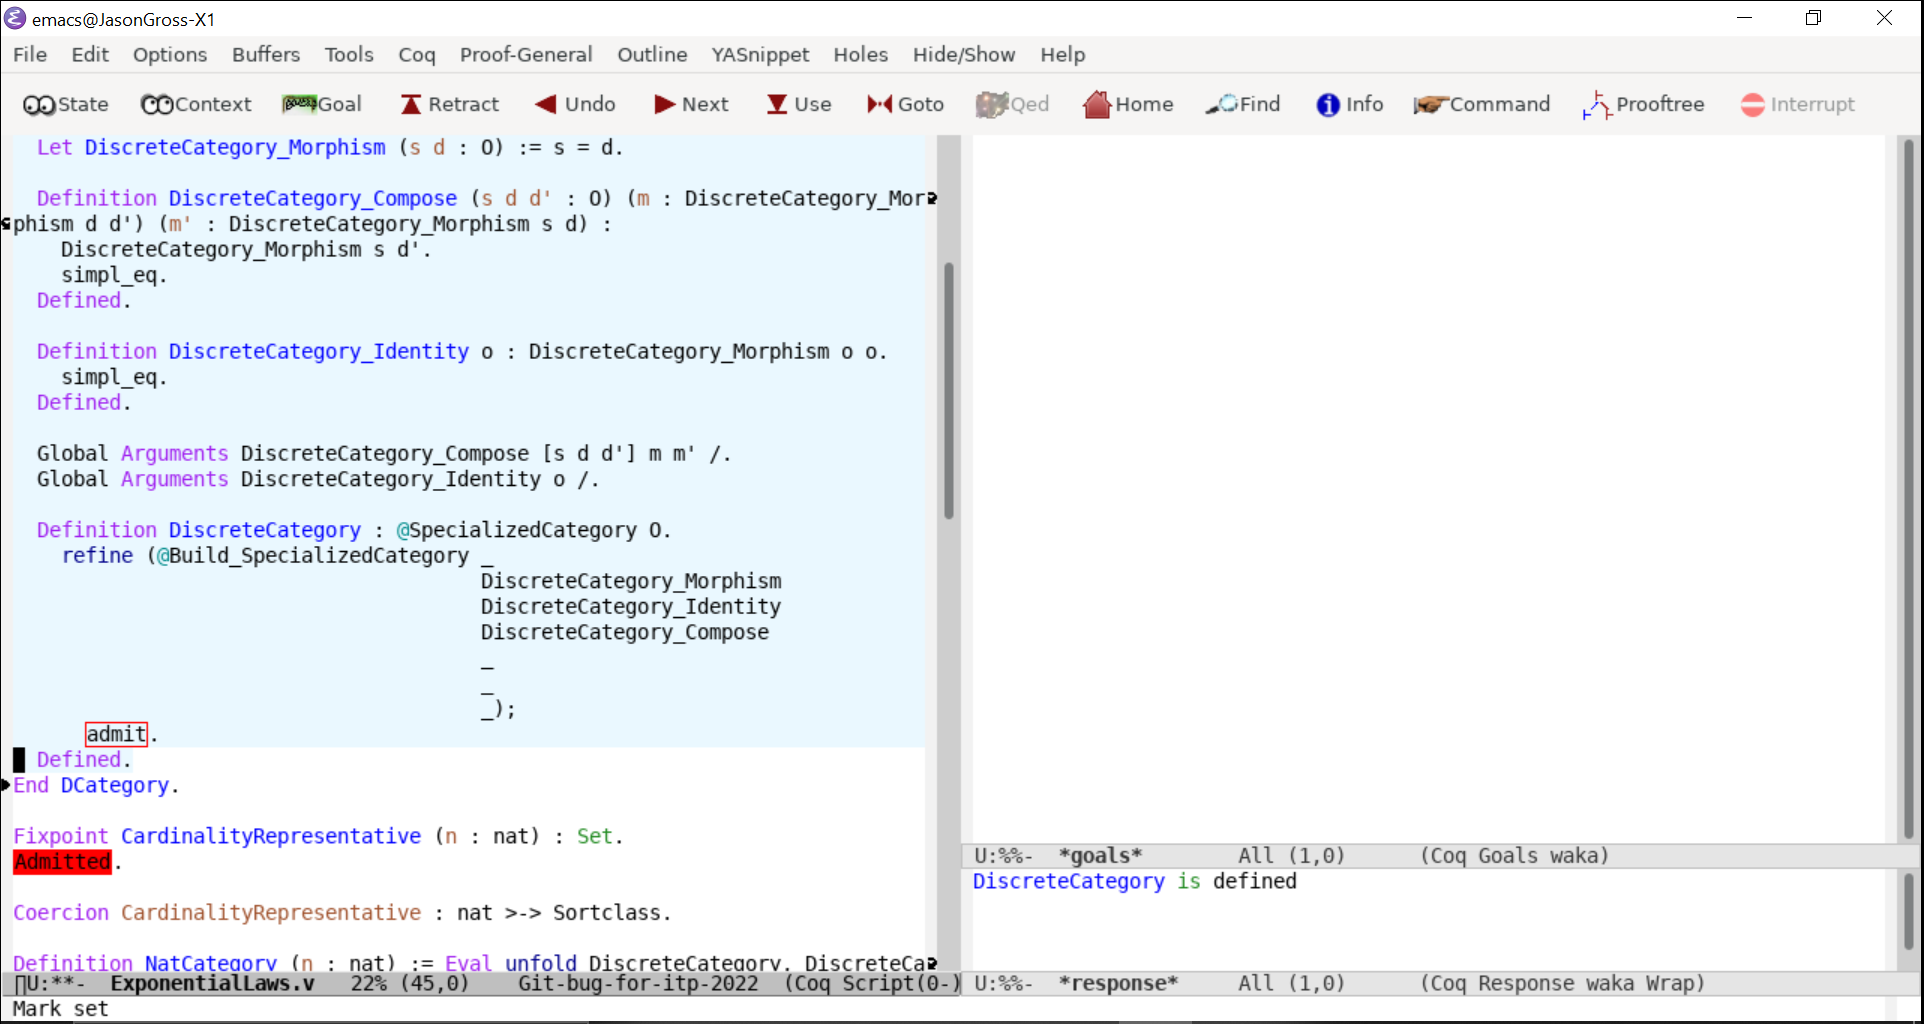 emacs@JasonGross-X1
File Edit Options Buffers Tools Coq Proof-General Outline YASnippet Holes Hide/Show Help
State Context Goal Retract Undo Next Use Goto Qed Home Find Info Command Prooftree Interrupt
Let DiscreteCategory_Morphism (s d : O) := s = d.
Definition DiscreteCategory_Compose (s d d' : O) (m : DiscreteCategory_Mor
phism d d') (m' : DiscreteCategory_Morphism s d) :
DiscreteCategory_Morphism s d'.
simpl_eq.
Defined.
Definition DiscreteCategory_Identity o : DiscreteCategory_Morphism o o.
simpl_eq.
Defined.
Global Arguments DiscreteCategory_Compose [s d d'] m m' /.
Global Arguments DiscreteCategory_Identity o /.
Definition DiscreteCategory : @SpecializedCategory O.
refine (@Build_SpecializedCategory _
DiscreteCategory_Morphism
DiscreteCategory_Identity
DiscreteCategory_Compose
_
_
_);
admit.
Defined.
End DCategory.
Fixpoint CardinalityRepresentative (n : nat) : Set.
Admitted.
Coercion CardinalityRepresentative : nat >-> Sortclass.
Definition NatCategory (n : nat) := Eval unfold DiscreteCategory, DiscreteCa
U:**- ExponentialLaws.v 22% (45,0) Git-bug-for-itp-2022 (Coq Script(0-)
Mark set
U:%%- *goals* All (1,0) (Coq Goals waka)
DiscreteCategory is defined
U:%%- *response* All (1,0) (Coq Response waka Wrap)